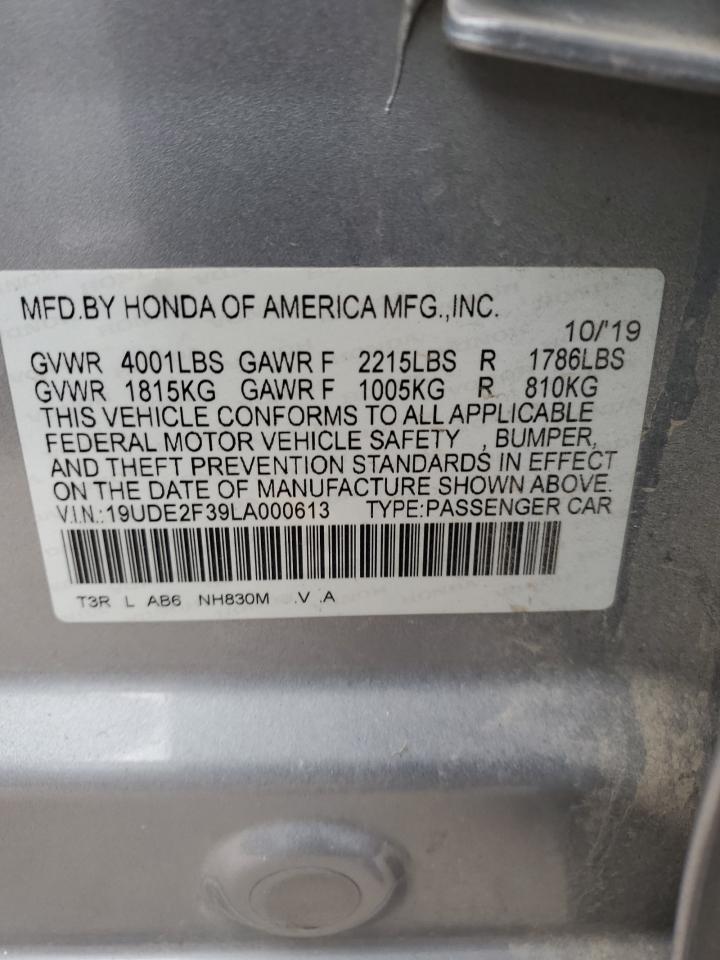 MFD.BY HONDA OF AMERICA MFG.,INC.
10/'19
GVWR 4001LBS GAWR F 2215LBS R 1786LBS
GVWR 1815KG GAWR F 1005KG R 810KG
THIS VEHICLE CONFORMS TO ALL APPLICABLE
FEDERAL MOTOR VEHICLE SAFETY , BUMPER,
AND THEFT PREVENTION STANDARDS IN EFFECT
ON THE DATE OF MANUFACTURE SHOWN ABOVE.
V.I.N.:19UDE2F39LA000613 TYPE:PASSENGER CAR
T3R L AB6 NH830M .V .A